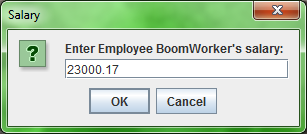 Salary
Enter Employee BoomWorker's salary:
23000.17
OK Cancel